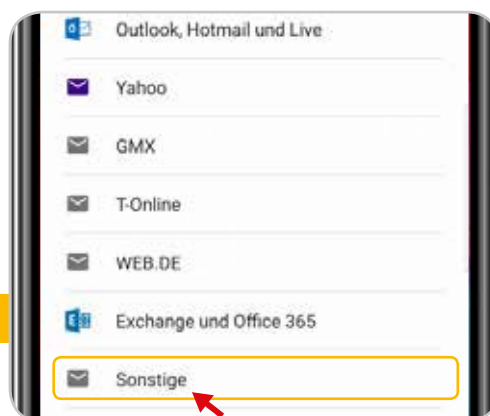 Outlook, Hotmail und Live
Yahoo
GMX
T-Online
WEB.DE
Exchange und Office 365
Sonstige